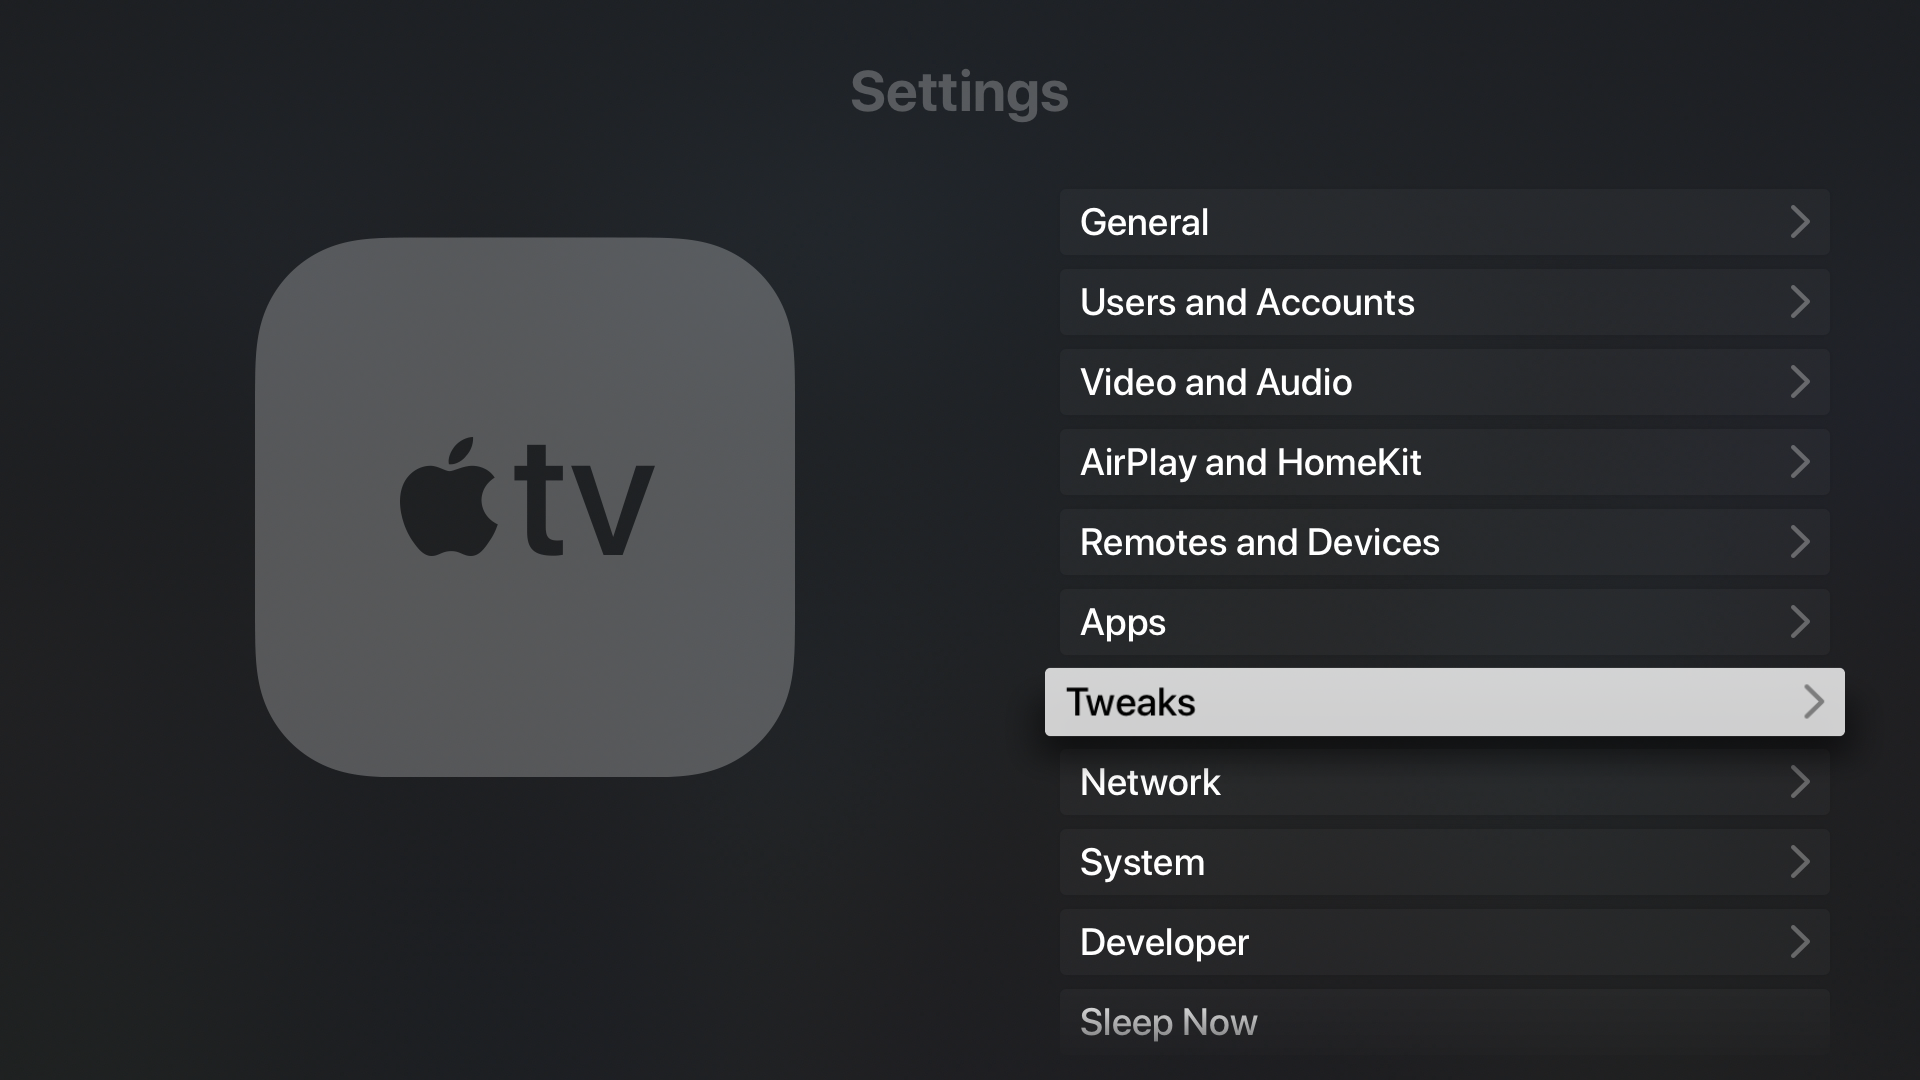 Settings
tv
General
Users and Accounts
Video and Audio
AirPlay and HomeKit
Remotes and Devices
Apps
Tweaks
Network
System
Developer
Sleep Now